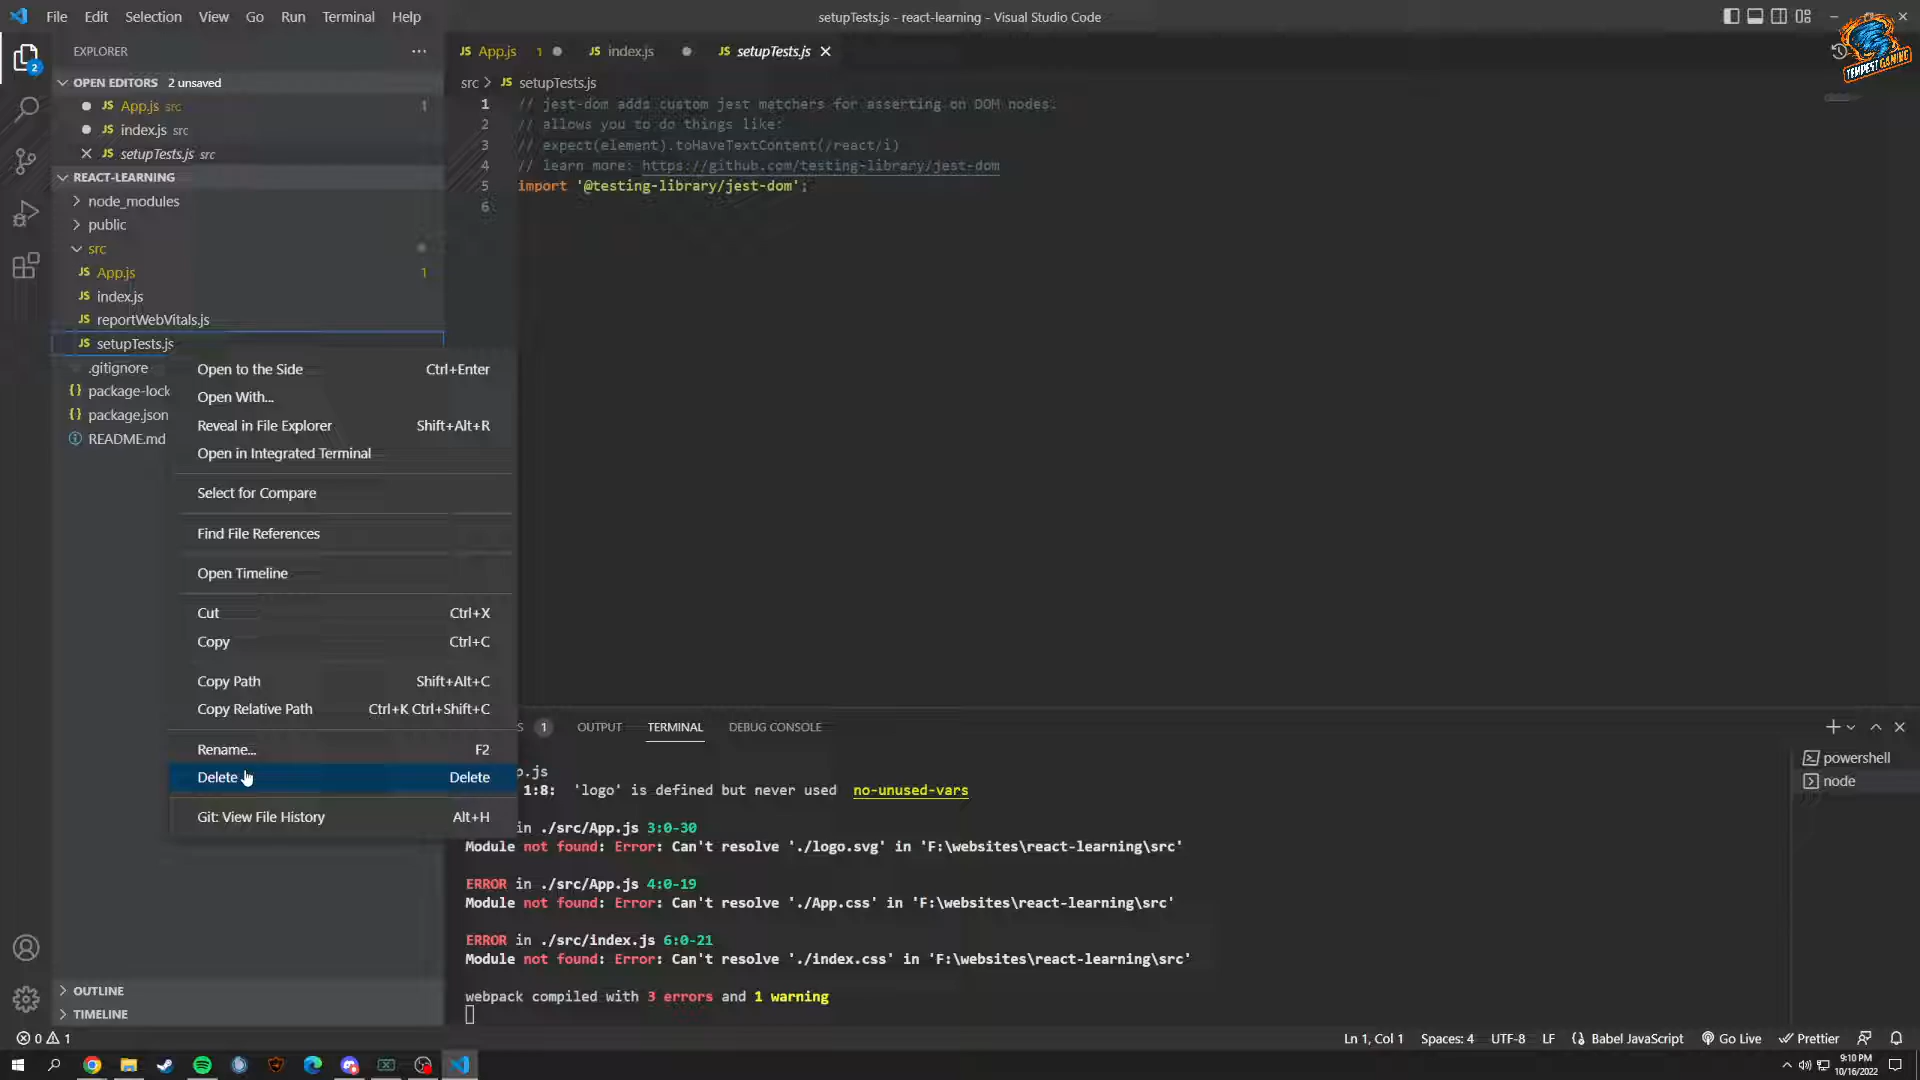 File Edit Selection View Go Run Terminal Help
setupTests.js - react-learning - Visual Studio Code
TEMPEST GAMING
EXPLORER
OPEN EDITORS 2 unsaved
App.js src 1
index.js src
setupTests.js src
REACT-LEARNING
node_modules
public
src
JS App.js 1
JS index.js
JS reportWebVitals.js
JS setupTests.js
.gitignore
{} package-lock
{} package.json
README.md
OUTLINE
TIMELINE
2
Open to the Side Ctrl+Enter
Open With...
Reveal in File Explorer Shift+Alt+R
Open in Integrated Terminal
Select for Compare
Find File References
Open Timeline
Cut Ctrl+X
Copy Ctrl+C
Copy Path Shift+Alt+C
Copy Relative Path Ctrl+K Ctrl+Shift+C
Rename... F2
Delete Delete
Git: View File History Alt+H
JS App.js 1 JS index.js JS setupTests.js
src > JS setupTests.js
1 // jest-dom adds custom jest matchers for asserting on DOM nodes.
2 // allows you to do things like:
3 // expect(element).toHaveTextContent(/react/i)
4 // learn more: https://github.com/testing-library/jest-dom
5 import '@testing-library/jest-dom';
6
S 1 OUTPUT TERMINAL DEBUG CONSOLE
powershell
node
p.js
1:8: 'logo' is defined but never used no-unused-vars
in ./src/App.js 3:0-30
Module not found: Error: Can't resolve './logo.svg' in 'F:\websites\react-learning\src'
ERROR in ./src/App.js 4:0-19
Module not found: Error: Can't resolve './App.css' in 'F:\websites\react-learning\src'
ERROR in ./src/index.js 6:0-21
Module not found: Error: Can't resolve './index.css' in 'F:\websites\react-learning\src'
webpack compiled with 3 errors and 1 warning
0 1
Ln 1, Col 1 Spaces: 4 UTF-8 LF Babel JavaScript Go Live Prettier
9:10 PM
10/16/2022